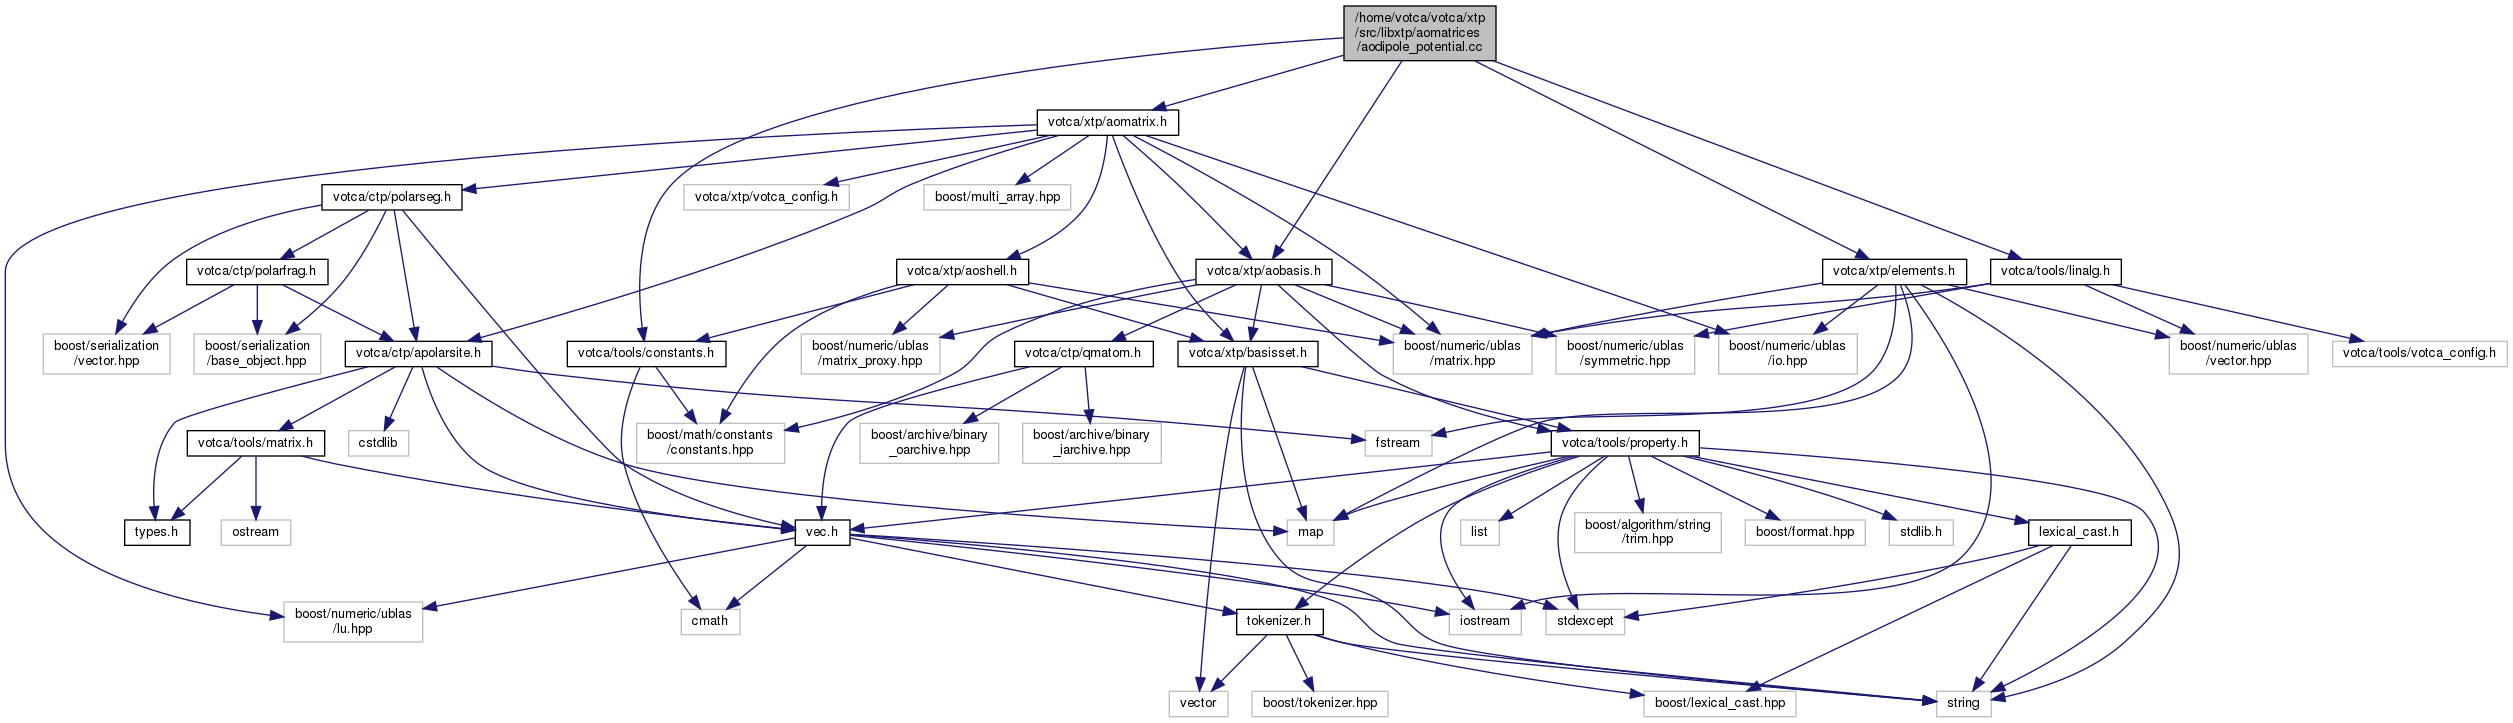 /home/votca/votca/xtp
/src/libxtp/aomatrices
/aodipole_potential.cc
votca/xtp/aomatrix.h
votca/ctp/polarseg.h
votca/xtp/votca_config.h
boost/multi_array.hpp
votca/ctp/polarfrag.h
votca/xtp/aoshell.h
votca/xtp/aobasis.h
votca/xtp/elements.h
votca/tools/linalg.h
boost/serialization
/vector.hpp
boost/serialization
/base_object.hpp
votca/ctp/apolarsite.h
votca/tools/constants.h
boost/numeric/ublas
/matrix_proxy.hpp
votca/ctp/qmatom.h
votca/xtp/basisset.h
boost/numeric/ublas
/matrix.hpp
boost/numeric/ublas
/symmetric.hpp
boost/numeric/ublas
/io.hpp
boost/numeric/ublas
/vector.hpp
votca/tools/votca_config.h
votca/tools/matrix.h
cstdlib
boost/math/constants
/constants.hpp
boost/archive/binary
_oarchive.hpp
boost/archive/binary
_iarchive.hpp
fstream
votca/tools/property.h
types.h
ostream
vec.h
map
list
boost/algorithm/string
/trim.hpp
boost/format.hpp
stdlib.h
lexical_cast.h
boost/numeric/ublas
/lu.hpp
cmath
tokenizer.h
iostream
stdexcept
vector
boost/tokenizer.hpp
boost/lexical_cast.hpp
string